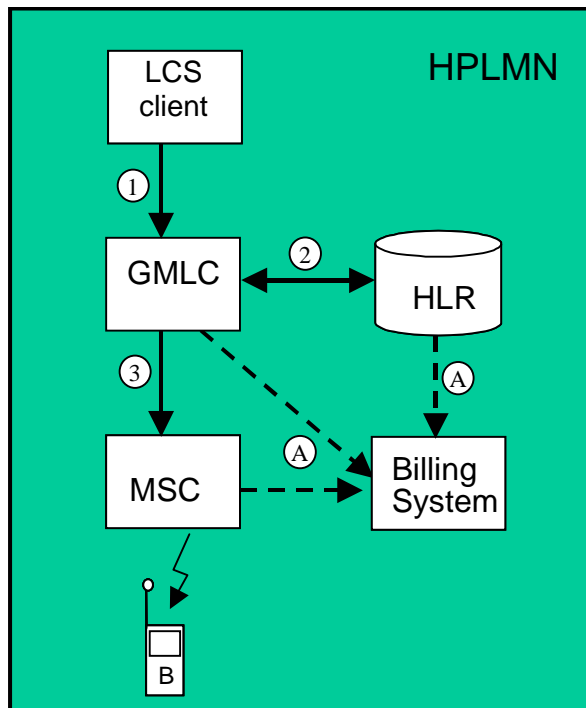 LCS
client
HPLMN
1
GMLC
2
HLR
3
A
A
MSC
Billing
System
B